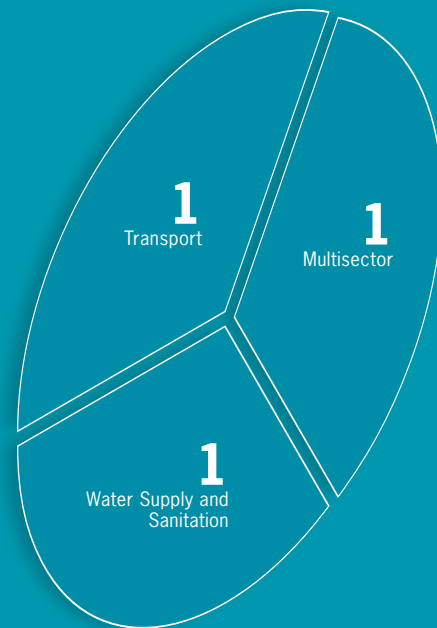 1
Transport
1
Multisector
1
Water Supply and
Sanitation